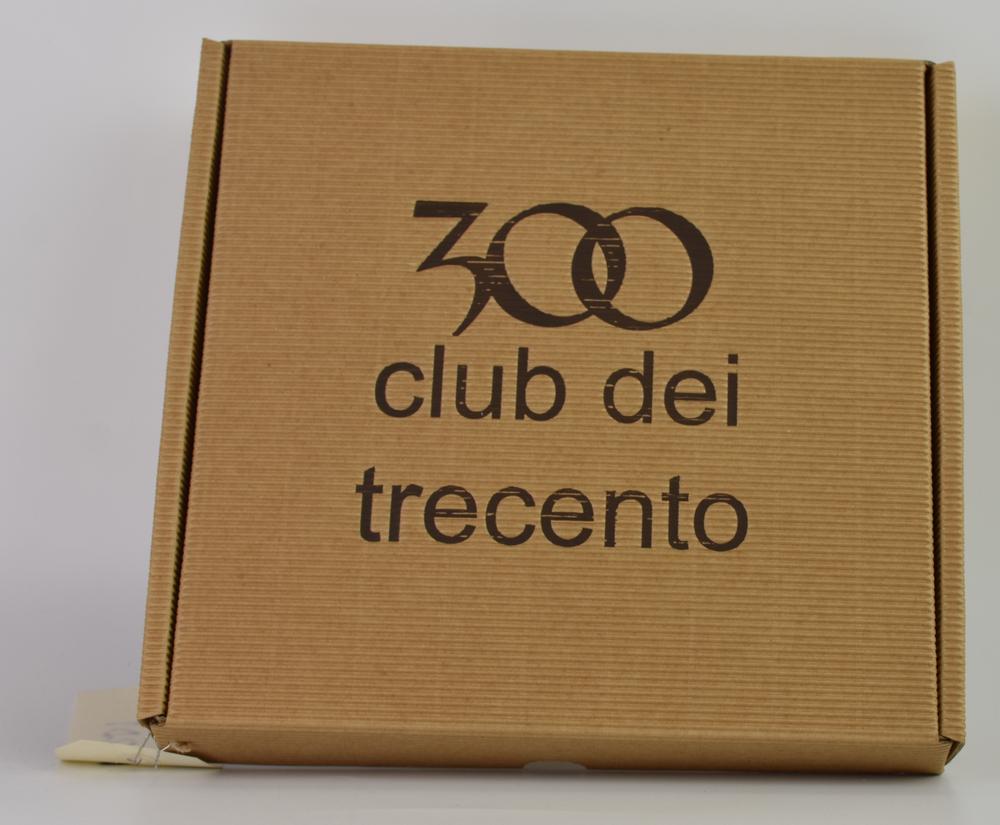 300
club dei
trecento